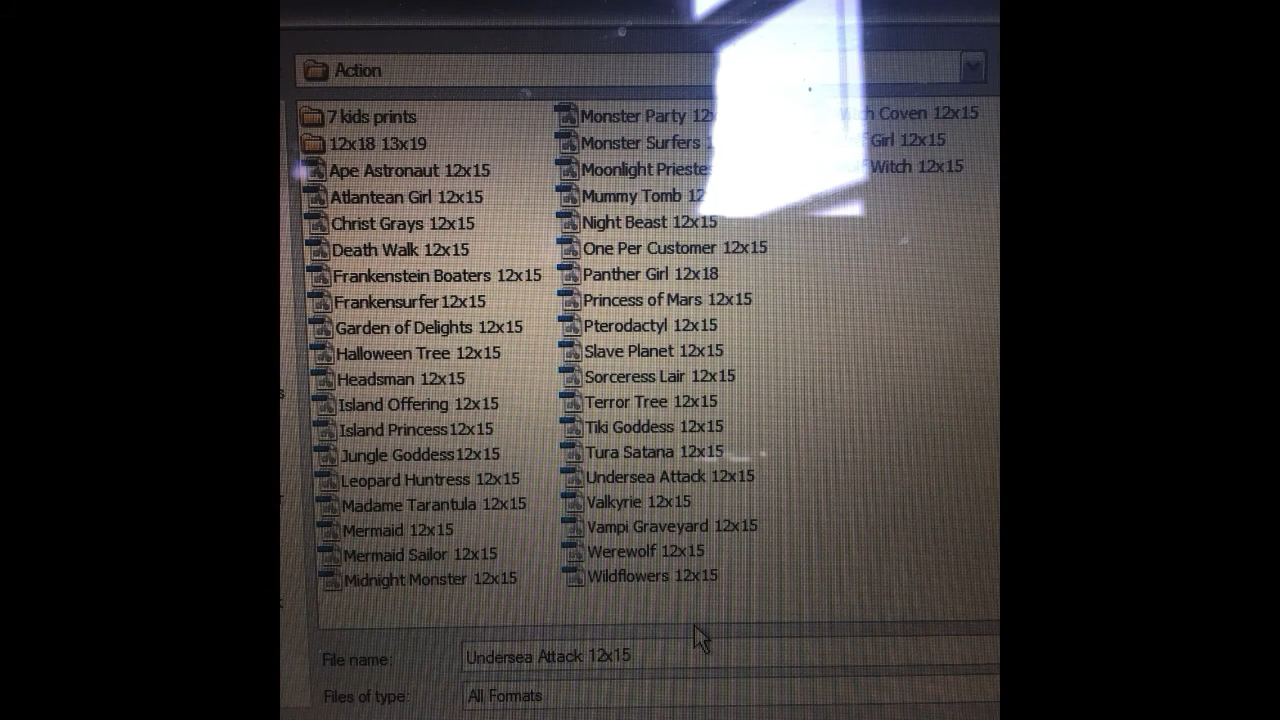 Action
7 kids prints
12x18 13x19
Ape Astronaut 12x15
Atlantean Girl 12x15
Christ Grays 12x15
Death Walk 12x15
Frankenstein Boaters 12x15
Frankensurfer12x15
Garden of Delights 12x15
Halloween Tree 12x15
Headsman 12x15
Island Offering 12x15
Island Princess12x15
Jungle Goddess12x15
Leopard Huntress 12x15
Madame Tarantula 12x15
Mermaid 12x15
Mermaid Sailor 12x15
Midnight Monster 12x15
Monster Party
Monster Surfers
Moonlight
Mummy Tomb
Night Beast 12x15
One Per Customer 12x15
Panther Girl 12x18
Princess of Mars 12x15
Pterodactyl 12x15
Slave Planet 12x15
Sorceress Lair 12x15
Terror Tree 12x15
Tiki Goddess 12x15
Tura Satana 12x15
Undersea Attack 12x15
Valkyrie 12x15
Vampi Graveyard 12x15
Werewolf 12x15
Wildflowers 12x15
Coven 12x15
Girl 12x15
Witch 12x15
File name: Undersea Attack 12x15
Files of type: All Formats